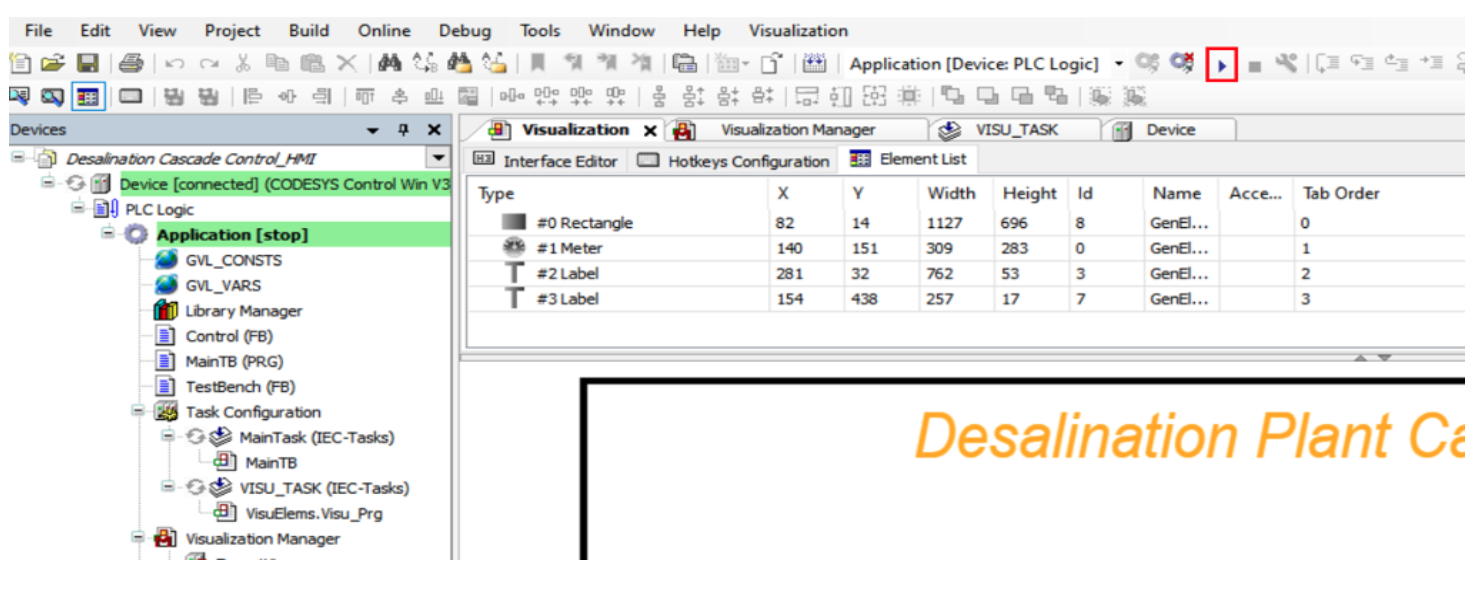 File Edit View Project Build Online Debug Tools Window Help Visualization
Application [Device: PLC Logic]
Devices
Visualization Visualization Manager VISU_TASK Device
Desalination Cascade Control_HMI
Interface Editor Hotkeys Configuration Element List
Device [connected] (CODESYS Control Win V3
PLC Logic
Application [stop]
GVL_CONSTS
GVL_VARS
Library Manager
Control (FB)
MainTB (PRG)
TestBench (FB)
Task Configuration
MainTask (IEC-Tasks)
MainTB
VISU_TASK (IEC-Tasks)
VisuElems.Visu_Prg
Visualization Manager
Type X Y Width Height Id Name Acce... Tab Order
#0 Rectangle 82 14 1127 696 8 GenEl... 0
#1 Meter 140 151 309 283 0 GenEl... 1
#2 Label 281 32 762 53 3 GenEl... 2
#3 Label 154 438 257 17 7 GenEl... 3
Desalination Plant Ca